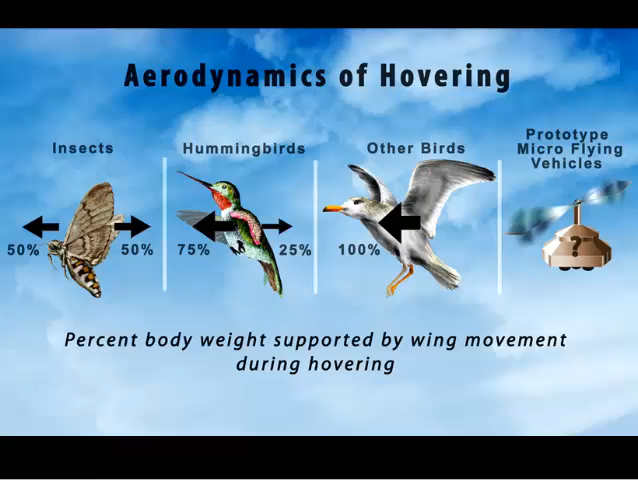 Aerodynamics of Hovering
Insects
50%
50%
Hummingbirds
75%
25%
Other Birds
100%
Prototype
Micro Flying
Vehicles
?
Percent body weight supported by wing movement
during hovering